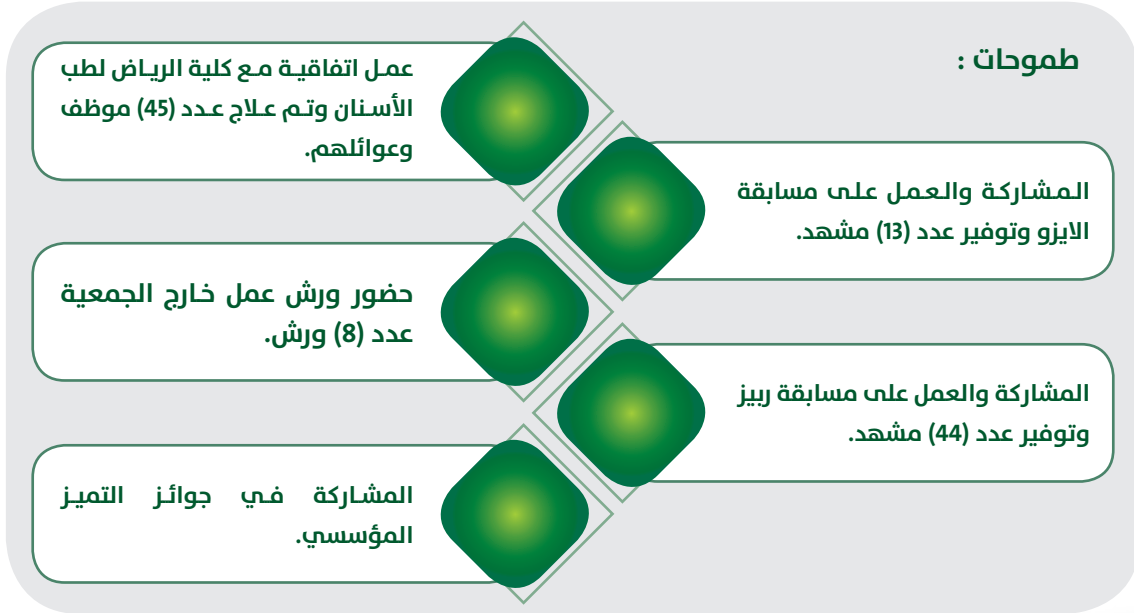 طموحات :
عمل اتفاقية مع كلية الرياض لطب
الأسنان وتم علاج عدد (45) موظف
وعوائلهم.
المشاركة والعمل على مسابقة
الايزو وتوفير عدد (13) مشهد.
حضور ورش عمل خارج الجمعية
عدد (8) ورش.
المشاركة والعمل على مسابقة ربيز
وتوفير عدد (44) مشهد.
المشاركة في جوائز التميز
المؤسسي.